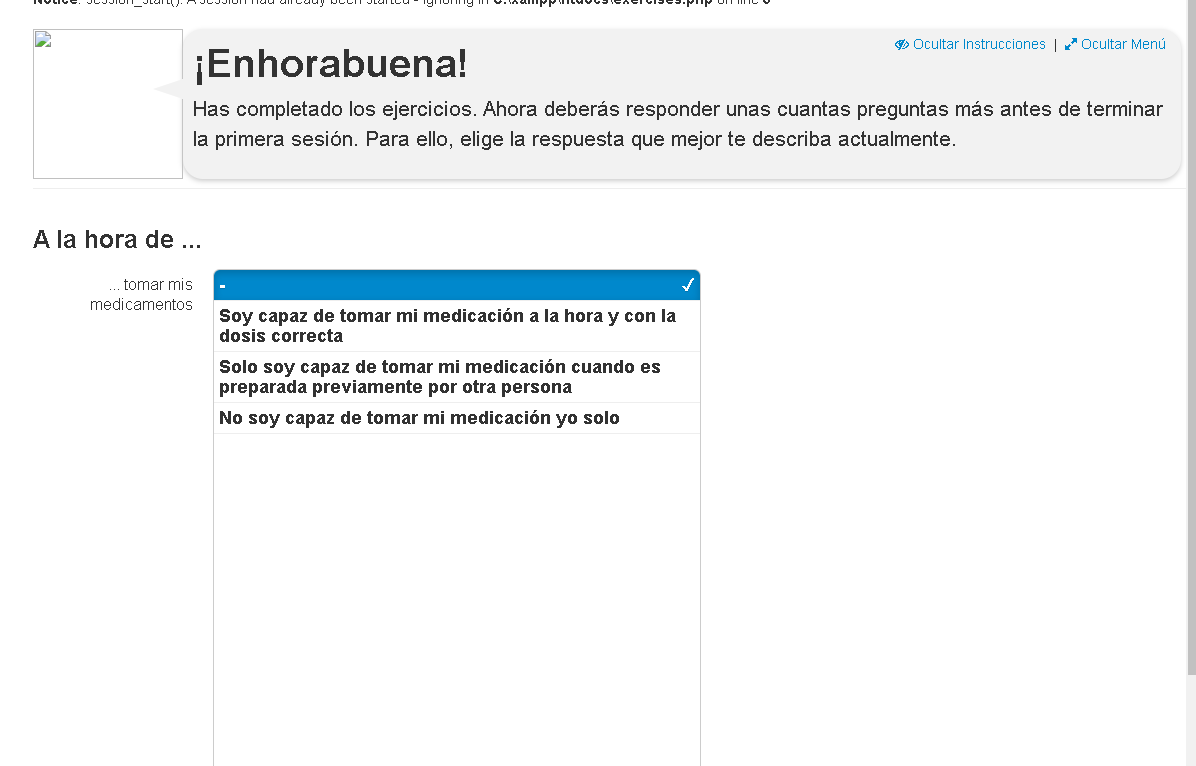 Notice: session_start(): A session had already been started - ignoring in C:\xampp\htdocs\exercises.php on line
Ocultar Instrucciones | Ocultar Menú
¡Enhorabuena!
Has completado los ejercicios. Ahora deberás responder unas cuantas preguntas más antes de terminar
la primera sesión. Para ello, elige la respuesta que mejor te describa actualmente.
A la hora de ...
... tomar mis
medicamentos
-
Soy capaz de tomar mi medicación a la hora y con la
dosis correcta
Solo soy capaz de tomar mi medicación cuando es
preparada previamente por otra persona
No soy capaz de tomar mi medicación yo solo